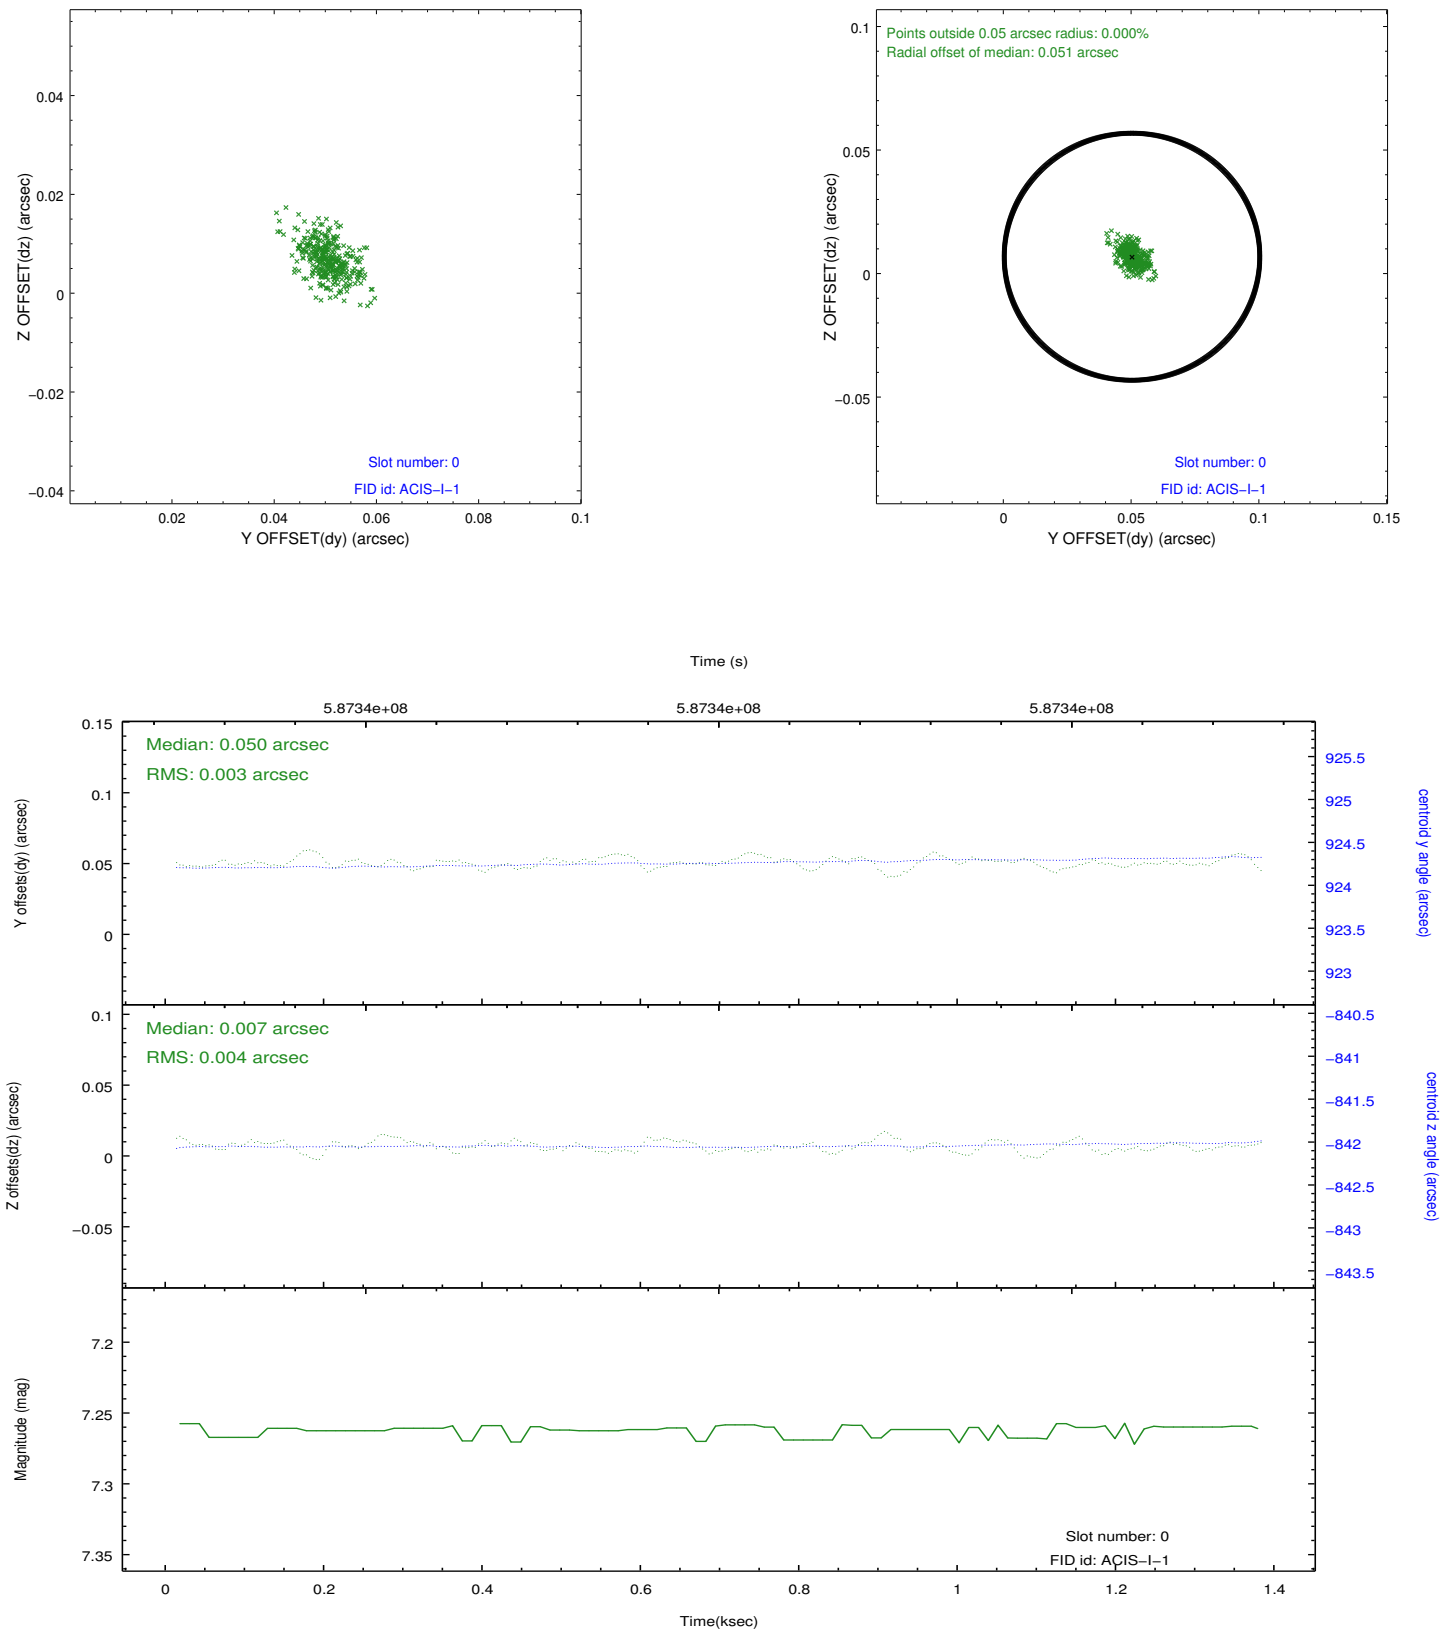 0.04
0.02
0
−0.02
−0.04
Z OFFSET(dz) (arcsec)
Slot number: 0
FID id: ACIS−I−1
0.02
0.04
0.06
0.08
0.1
Y OFFSET(dy) (arcsec)
Points outside 0.05 arcsec radius: 0.000%
Radial offset of median: 0.051 arcsec
0.1
0.05
0
−0.05
Z OFFSET(dz) (arcsec)
Slot number: 0
FID id: ACIS−I−1
0
0.05
0.1
0.15
Y OFFSET(dy) (arcsec)
Time (s)
5.8734e+08
5.8734e+08
5.8734e+08
Median: 0.050 arcsec
RMS: 0.003 arcsec
0.15
0.1
0.05
0
Y offsets(dy) (arcsec)
925.5
925
924.5
924
923.5
923
centroid y angle (arcsec)
Median: 0.007 arcsec
RMS: 0.004 arcsec
0.1
0.05
0
−0.05
Z offsets(dz) (arcsec)
−840.5
−841
−841.5
−842
−842.5
−843
−843.5
centroid z angle (arcsec)
7.2
7.25
7.3
7.35
Magnitude (mag)
Slot number: 0
FID id: ACIS−I−1
0
0.2
0.4
0.6
0.8
1
1.2
1.4
Time(ksec)